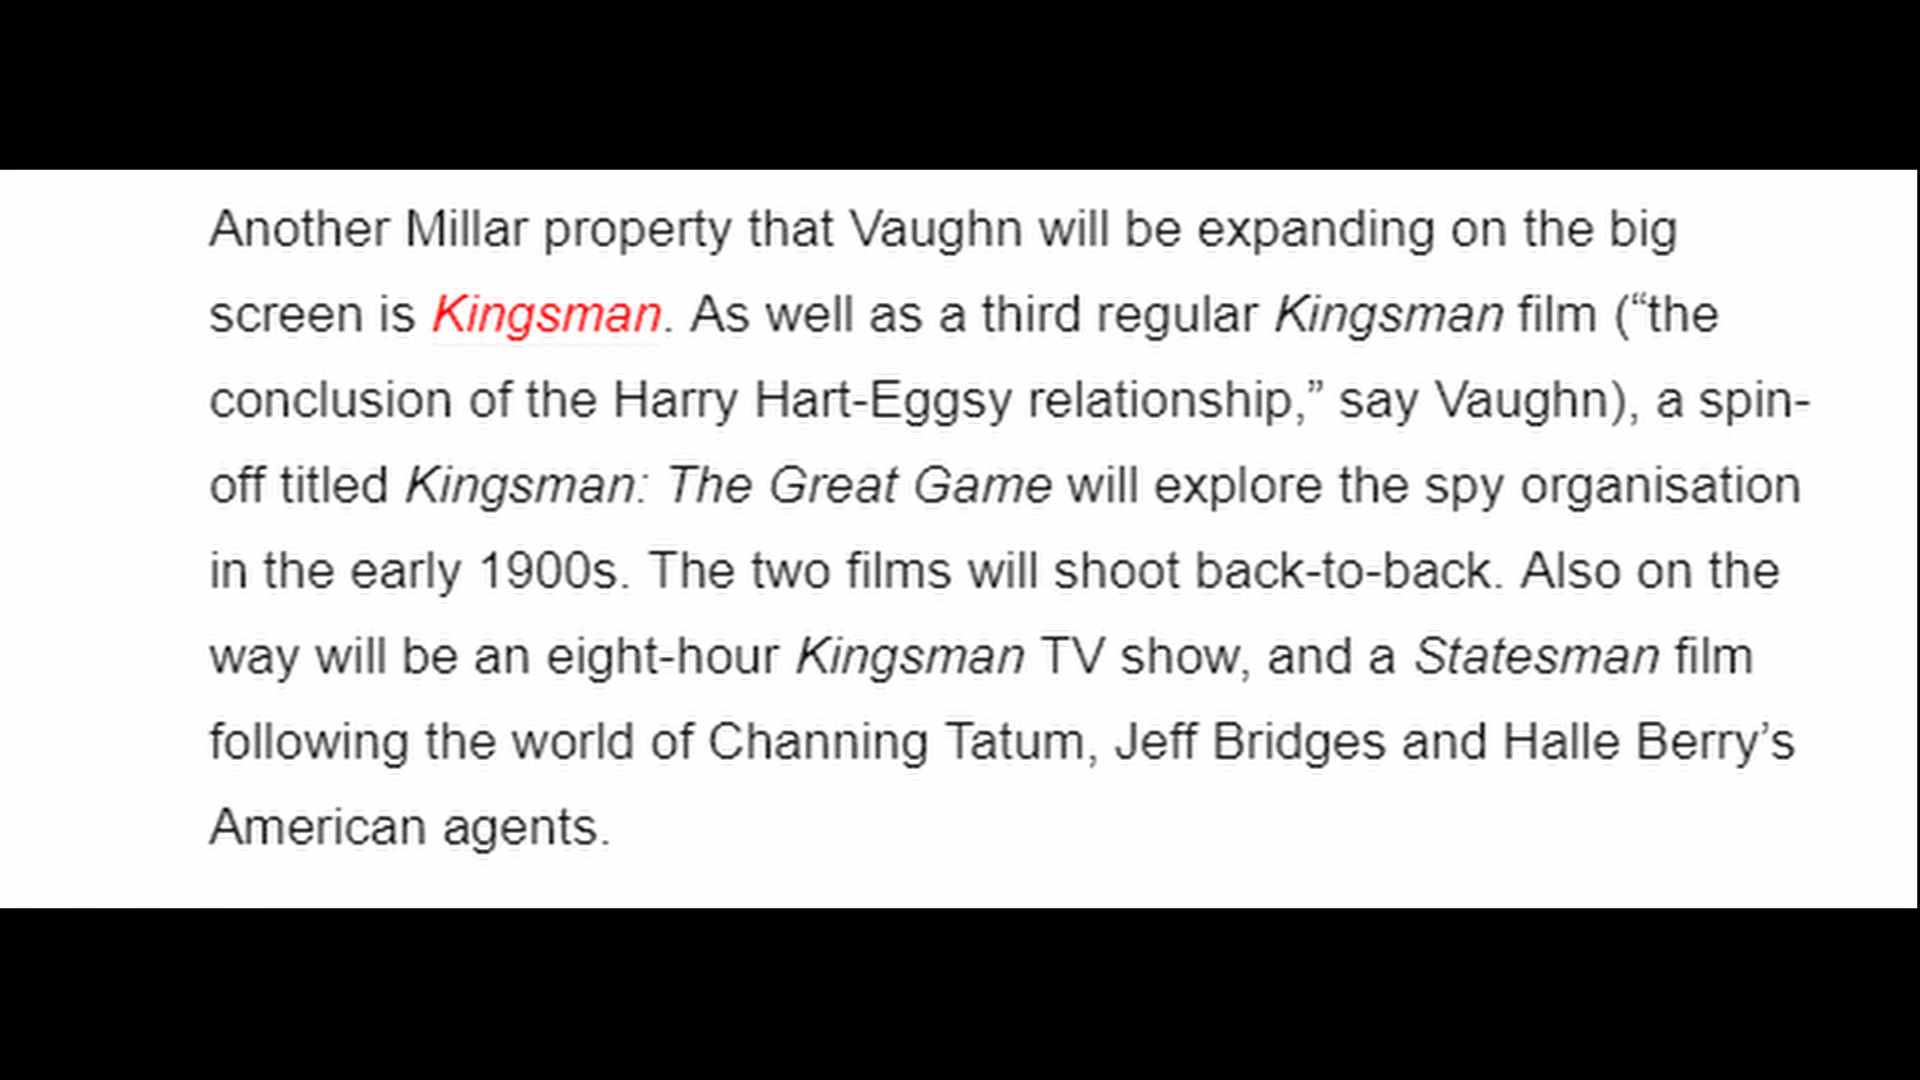 Another Millar property that Vaughn will be expanding on the big
screen is Kingsman. As well as a third regular Kingsman film (“the
conclusion of the Harry Hart-Eggsy relationship,” say Vaughn), a spin-
off titled Kingsman: The Great Game will explore the spy organisation
in the early 1900s. The two films will shoot back-to-back. Also on the
way will be an eight-hour Kingsman TV show, and a Statesman film
following the world of Channing Tatum, Jeff Bridges and Halle Berry’s
American agents.